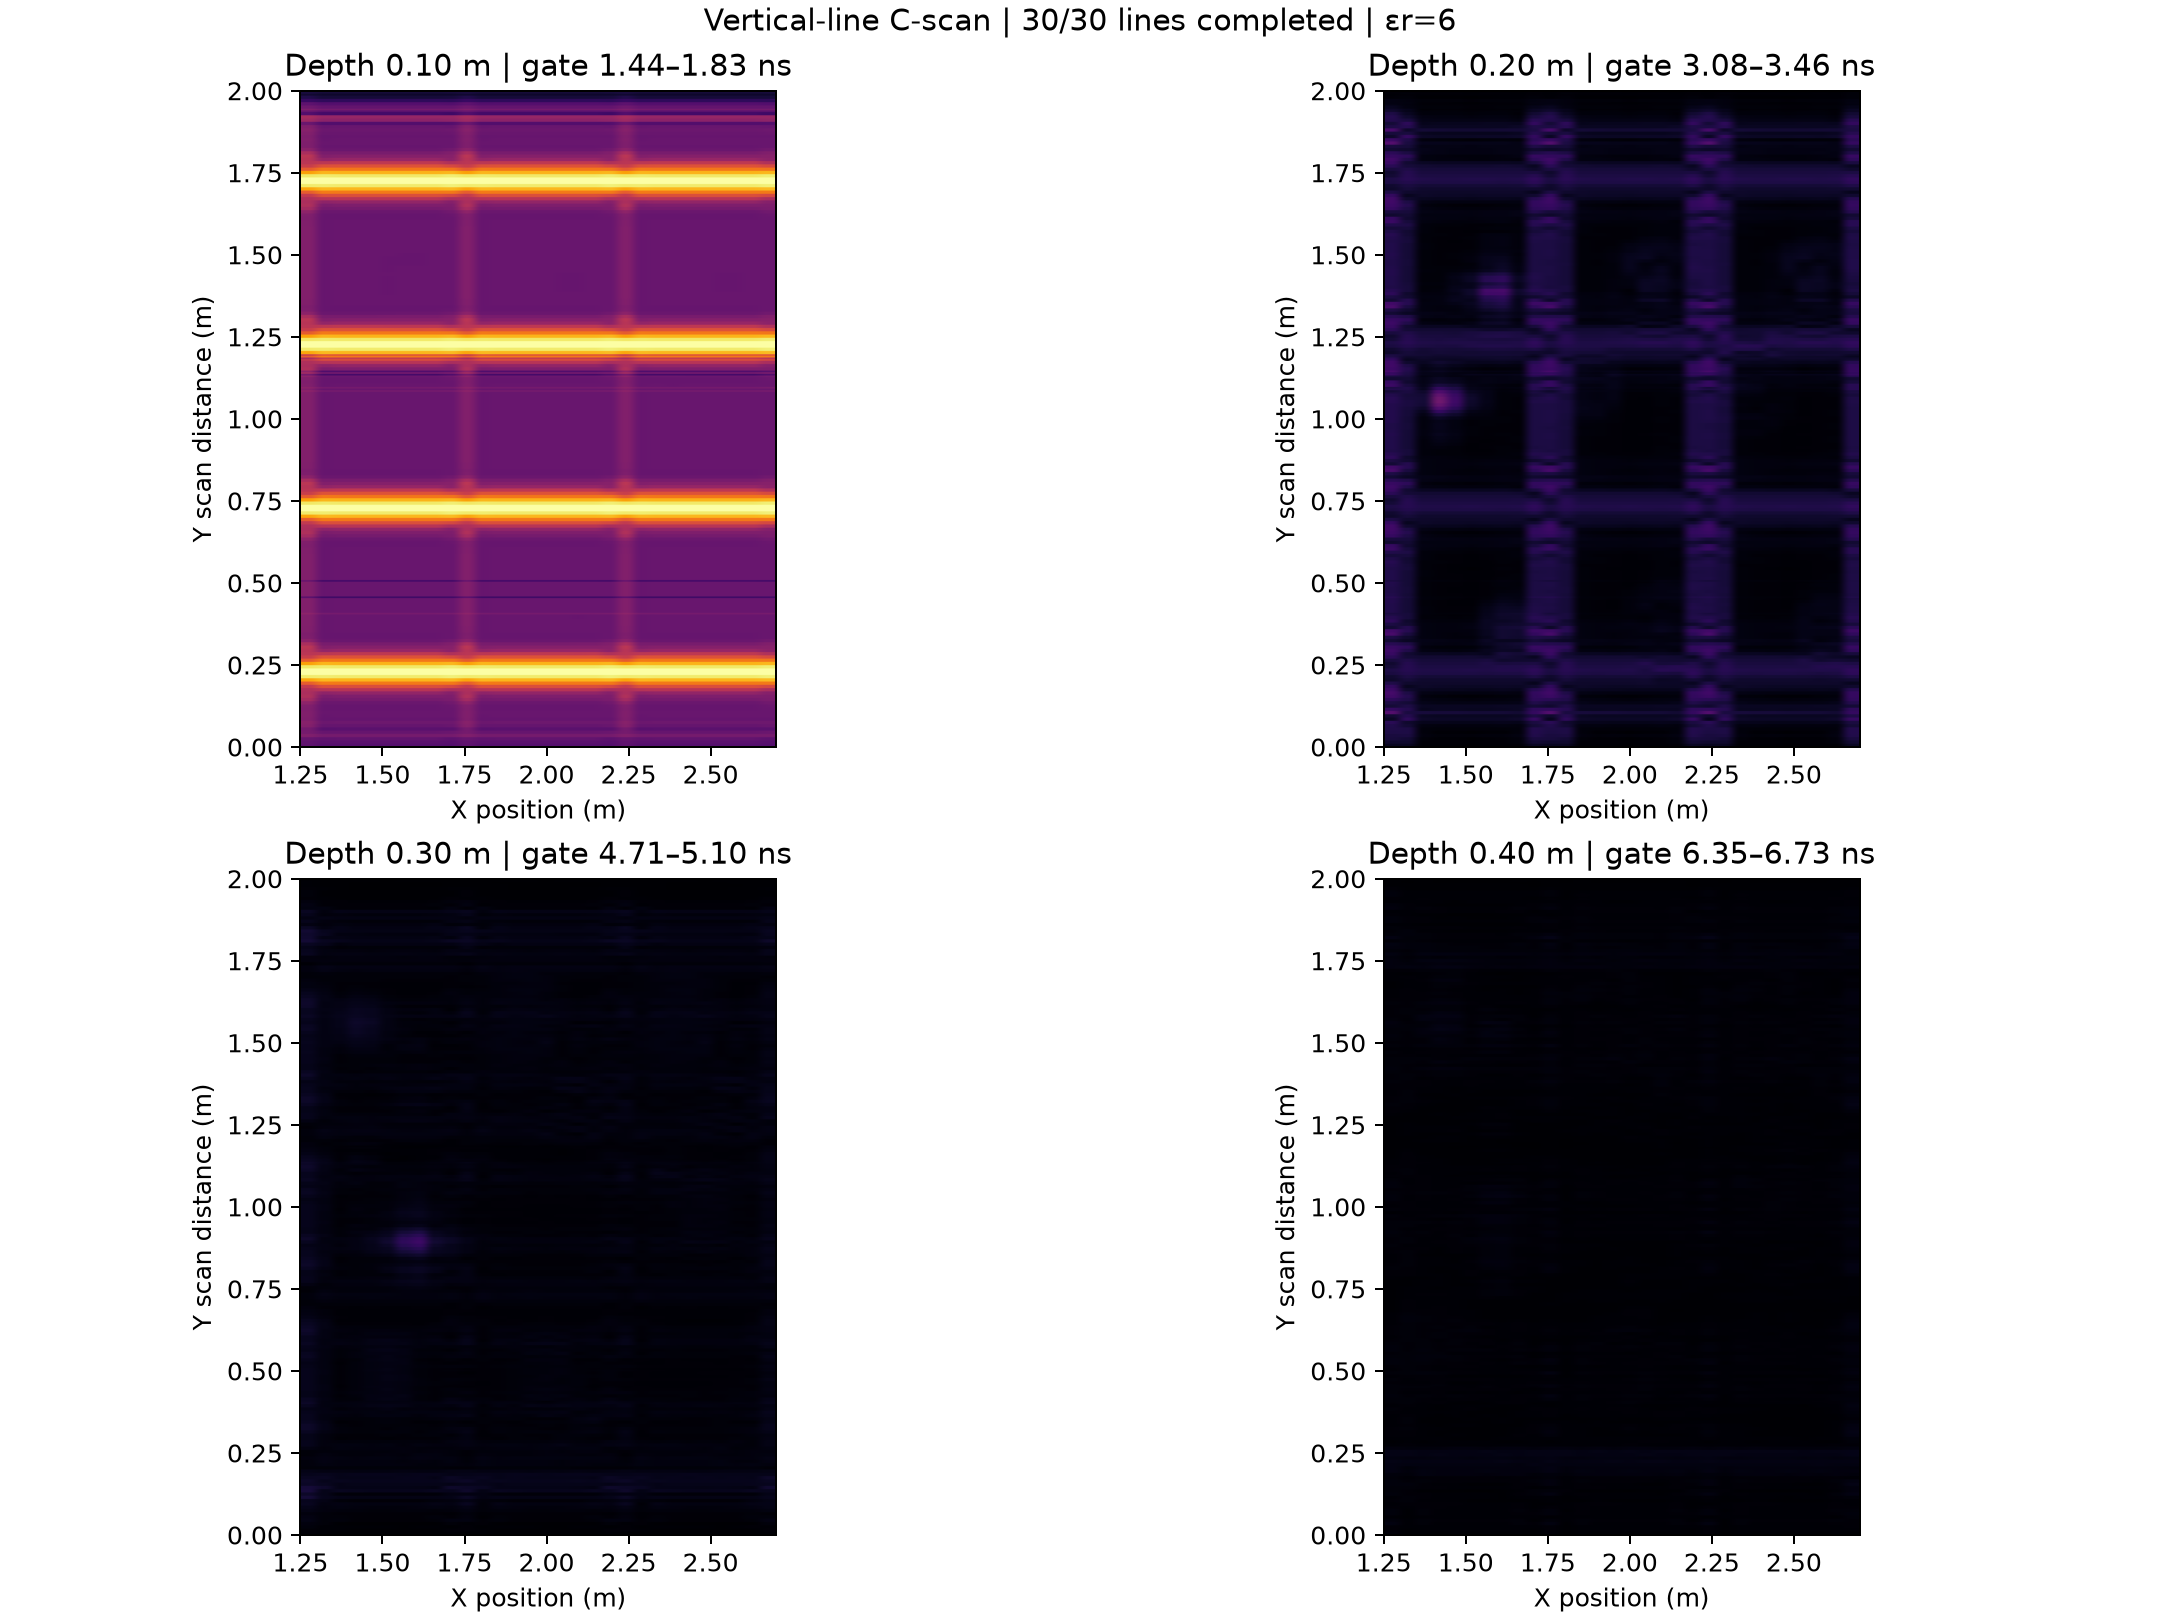 Vertical-line C-scan | 30/30 lines completed | εr=6
Depth 0.10 m | gate 1.44–1.83 ns
2.00
1.75
1.50
1.25
1.00
0.75
0.50
0.25
0.00
Y scan distance (m)
1.25 1.50 1.75 2.00 2.25 2.50
X position (m)
Depth 0.20 m | gate 3.08–3.46 ns
2.00
1.75
1.50
1.25
1.00
0.75
0.50
0.25
0.00
Y scan distance (m)
1.25 1.50 1.75 2.00 2.25 2.50
X position (m)
Depth 0.30 m | gate 4.71–5.10 ns
2.00
1.75
1.50
1.25
1.00
0.75
0.50
0.25
0.00
Y scan distance (m)
1.25 1.50 1.75 2.00 2.25 2.50
X position (m)
Depth 0.40 m | gate 6.35–6.73 ns
2.00
1.75
1.50
1.25
1.00
0.75
0.50
0.25
0.00
Y scan distance (m)
1.25 1.50 1.75 2.00 2.25 2.50
X position (m)